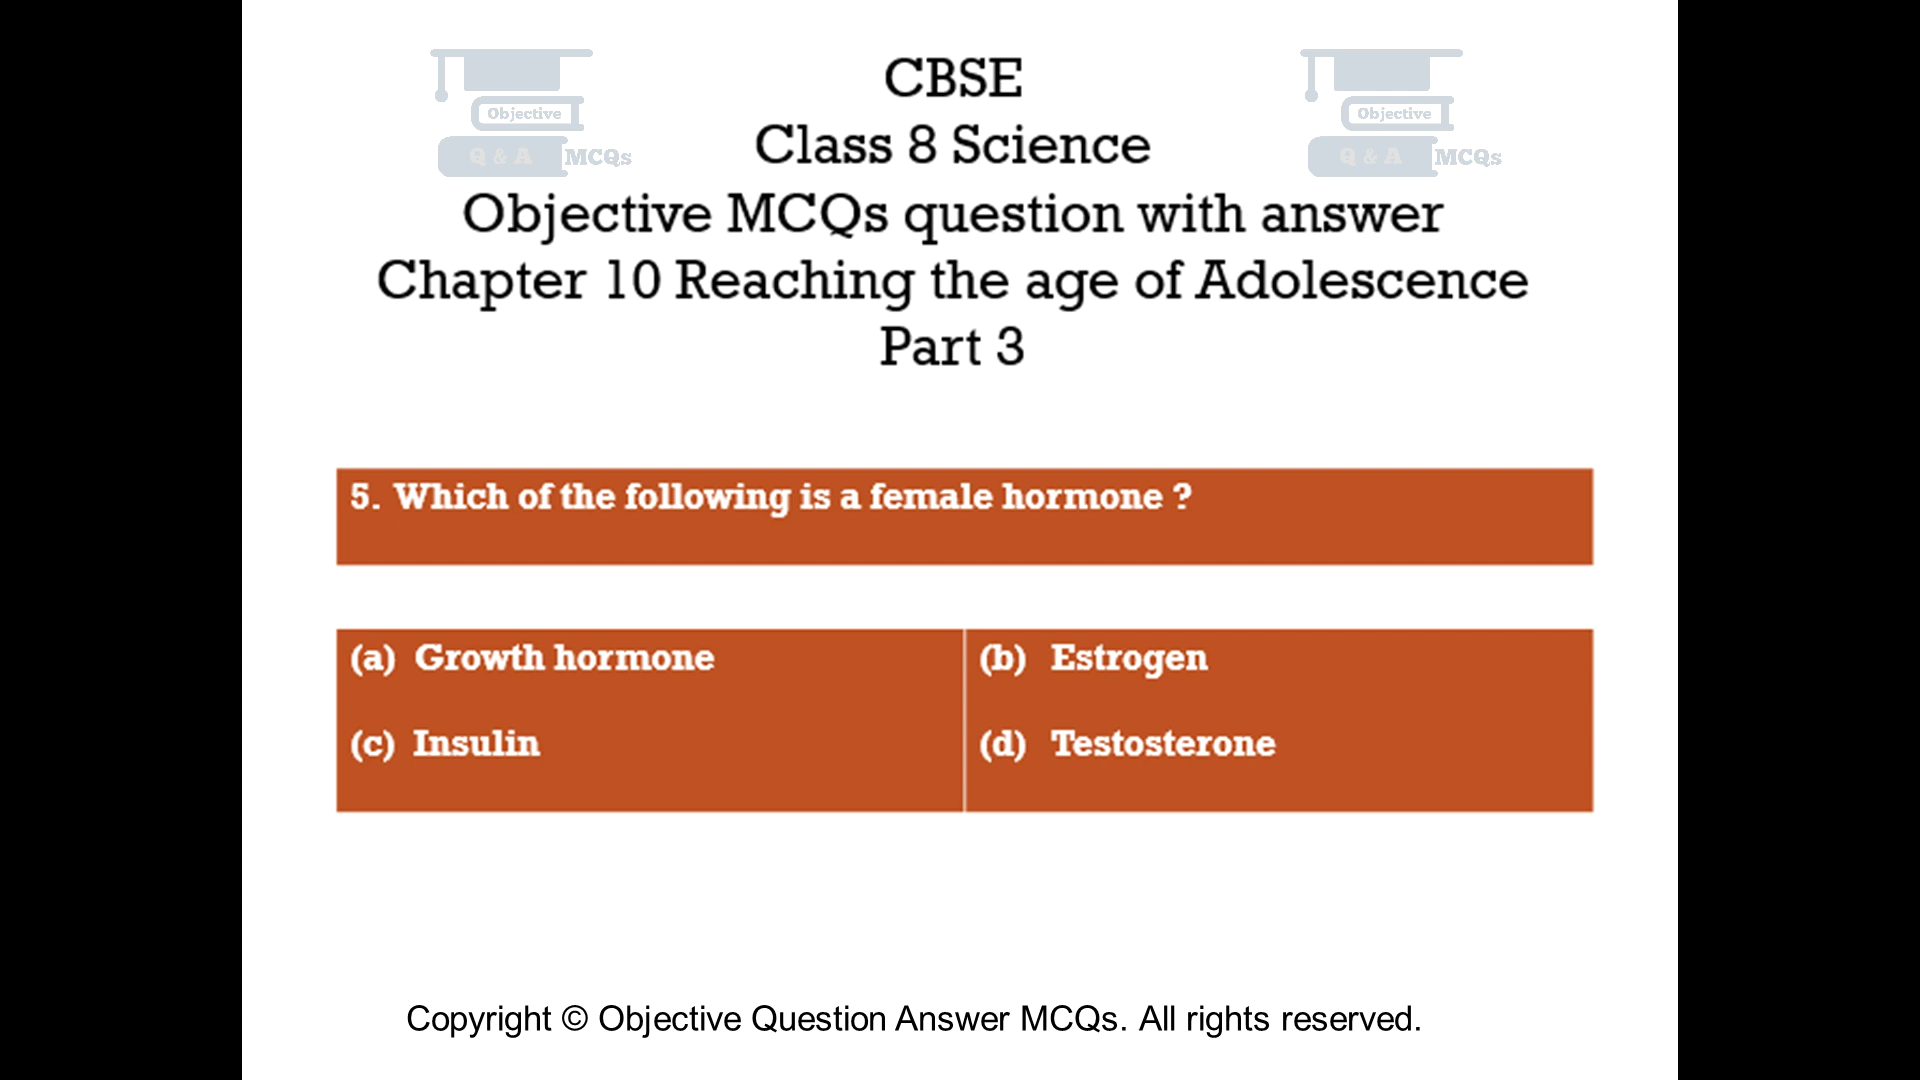 CBSE
Class 8 Science
Objective MCQs question with answer
Chapter 10 Reaching the age of Adolescence
Part 3
Objective
Q & A MCQs
Objective
Q & A MCQs
5. Which of the following is a female hormone ?
(a) Growth hormone
(b) Estrogen
(c) Insulin
(d) Testosterone
Copyright © Objective Question Answer MCQs. All rights reserved.